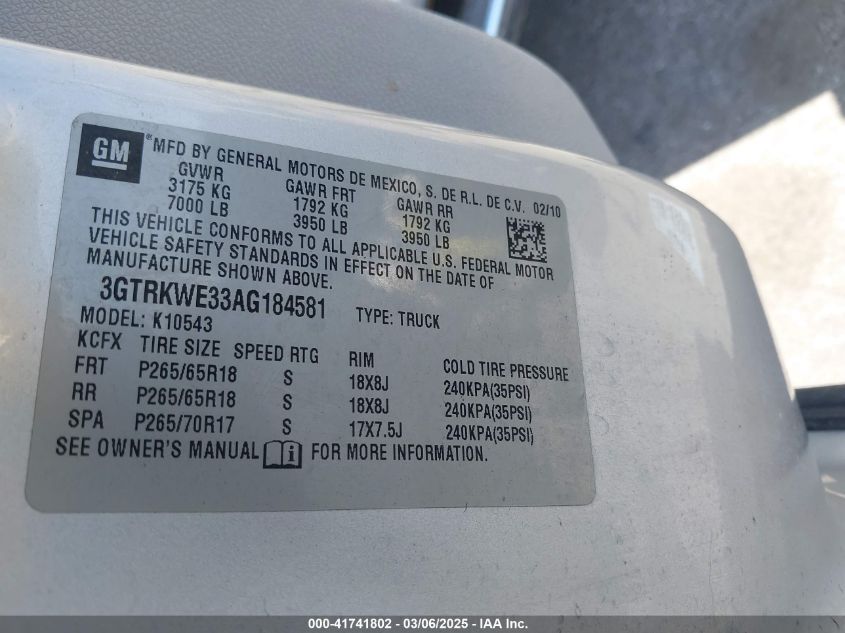 GM
®MFD BY GENERAL MOTORS DE MEXICO, S. DE R.L. DE C.V. 02/10
GVWR GAWR FRT GAWR RR
3175 KG 1792 KG 1792 KG
7000 LB 3950 LB 3950 LB
THIS VEHICLE CONFORMS TO ALL APPLICABLE U.S. FEDERAL MOTOR
VEHICLE SAFETY STANDARDS IN EFFECT ON THE DATE OF
MANUFACTURE SHOWN ABOVE.
3GTRKWE33AG184581 TYPE: TRUCK
MODEL: K10543
KCFX TIRE SIZE SPEED RTG RIM COLD TIRE PRESSURE
FRT P265/65R18 S 18X8J 240KPA(35PSI)
RR P265/65R18 S 18X8J 240KPA(35PSI)
SPA P265/70R17 S 17X7.5J 240KPA(35PSI)
SEE OWNER'S MANUAL i FOR MORE INFORMATION.
000-41741802 - 03/06/2025 - IAA Inc.